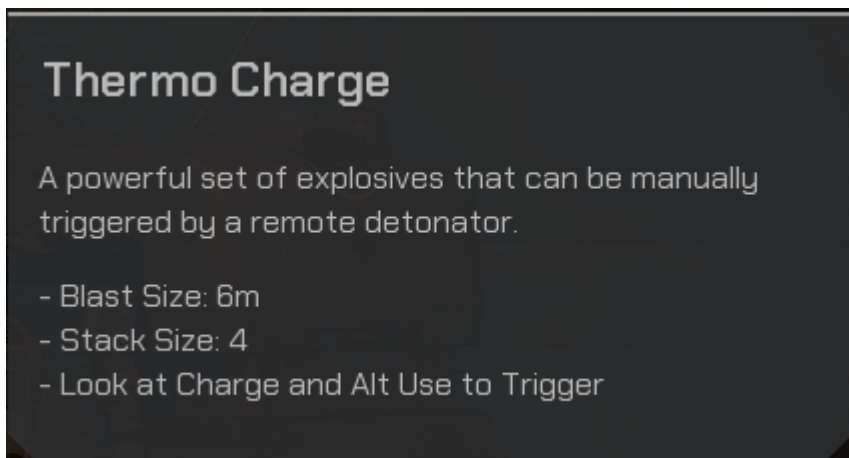 Thermo Charge
A powerful set of explosives that can be manually
triggered by a remote detonator.
- Blast Size: 6m
- Stack Size: 4
- Look at Charge and Alt Use to Trigger